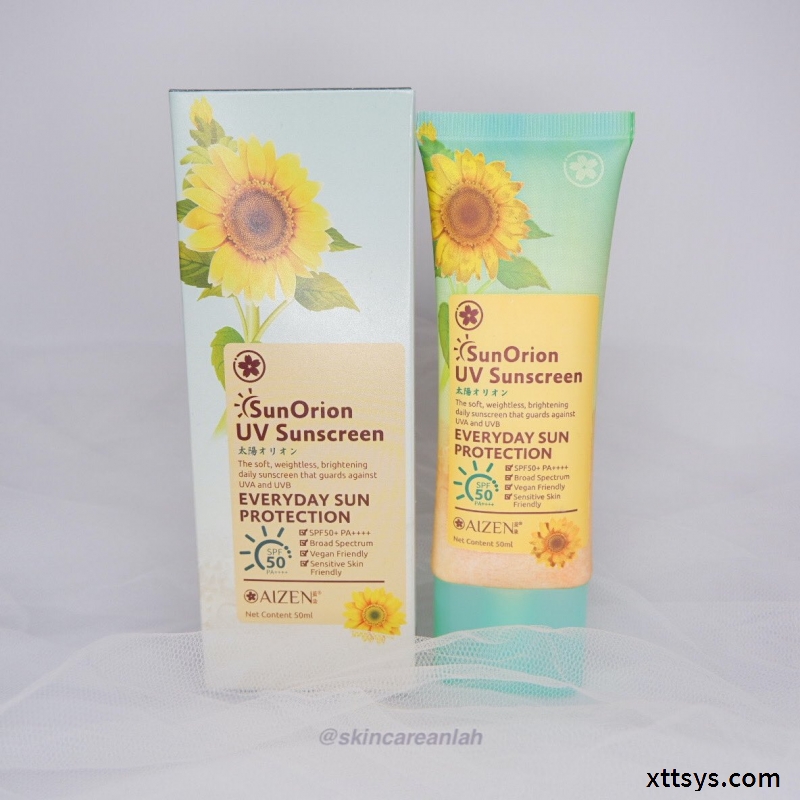 SunOrion
UV Sunscreen
太陽オリオン
The soft, weightless, brightening
daily sunscreen that guards against
UVA and UVB
EVERYDAY SUN
PROTECTION
SPF
50
PA++++
SPF50+ PA++++
Broad Spectrum
Vegan Friendly
Sensitive Skin
Friendly
AIZEN
Net Content 50ml
SunOrion
UV Sunscreen
太陽オリオン
The soft, weightless, brightening
daily sunscreen that guards against
UVA and UVB
EVERYDAY SUN
PROTECTION
SPF
50
PA++++
SPF50+ PA++++
Broad Spectrum
Vegan Friendly
Sensitive Skin
Friendly
AIZEN
Net Content 50ml
@skincareanlah
xttsys.com